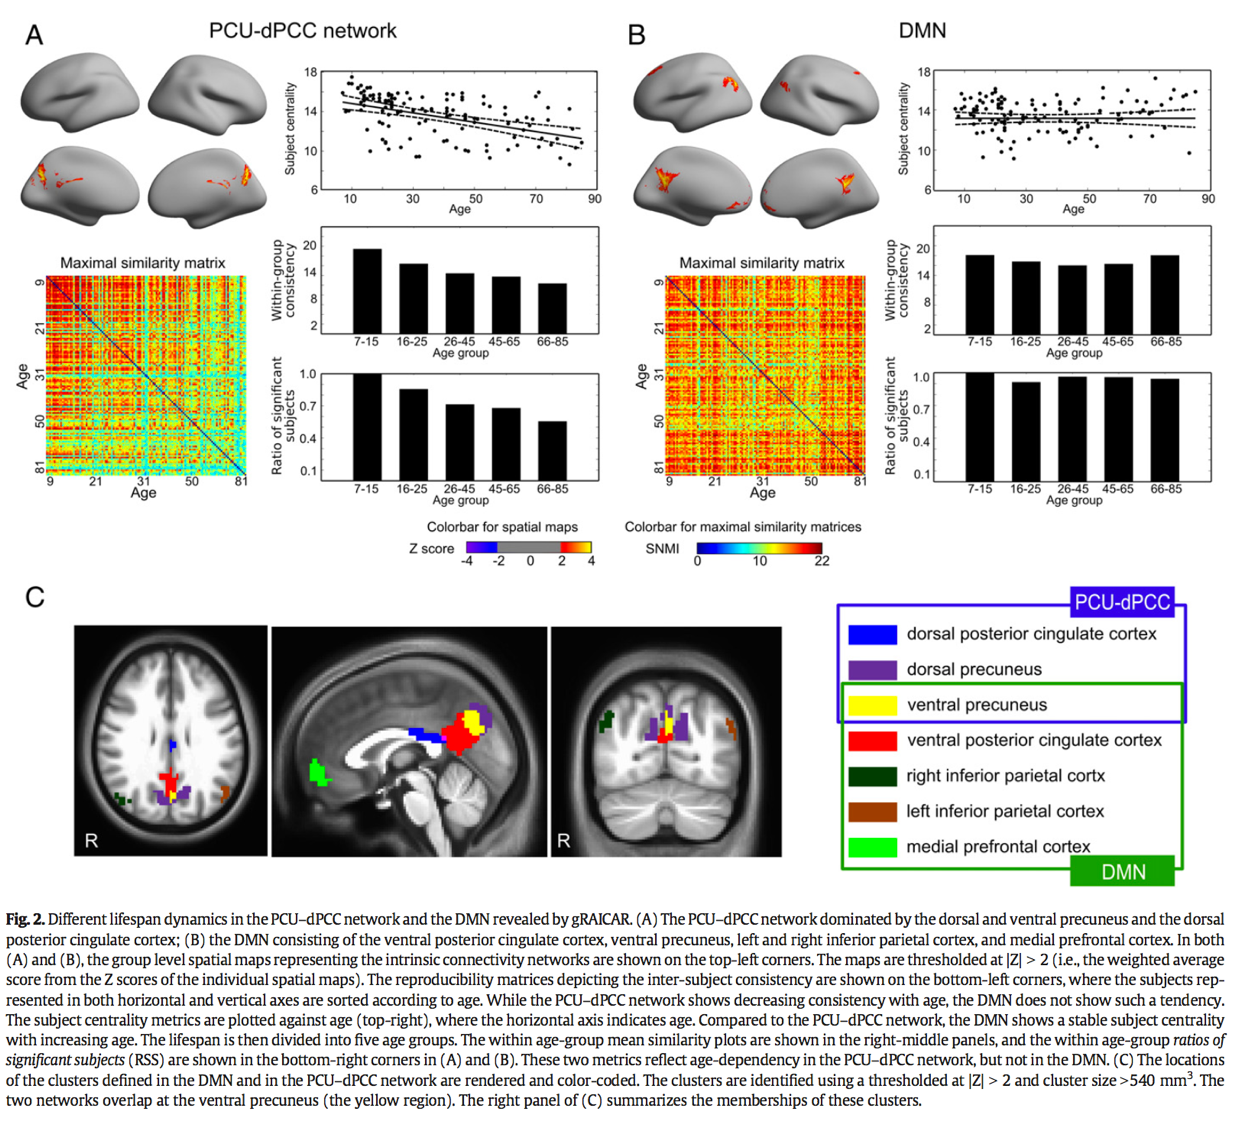 A
PCU-dPCC network
18
14
10
6
Subject centrality
10
30
50
70
90
Age
Maximal similarity matrix
9
21
31
50
81
Age
9
21
31
50
81
Age
20
14
8
2
Within-group
consistency
7-15
16-25
26-45
45-65
66-85
Age group
1.0
0.7
0.4
0.1
Ratio of significant
subjects
7-15
16-25
26-45
45-65
66-85
Age group
B
DMN
18
14
10
6
Subject centrality
10
30
50
70
90
Age
Maximal similarity matrix
9
21
31
50
81
Age
9
21
31
50
81
Age
20
14
8
2
Within-group
consistency
7-15
16-25
26-45
45-65
66-85
Age group
1.0
0.7
0.4
0.1
Ratio of significant
subjects
7-15
16-25
26-45
45-65
66-85
Age group
Colorbar for spatial maps
Z score
-4
-2
0
2
4
Colorbar for maximal similarity matrices
SNMI
0
10
22
C
R
R
PCU-dPCC
dorsal posterior cingulate cortex
dorsal precuneus
ventral precuneus
ventral posterior cingulate cortex
right inferior parietal cortx
left inferior parietal cortex
medial prefrontal cortex
DMN
Fig. 2. Different lifespan dynamics in the PCU–dPCC network and the DMN revealed by gRAICAR. (A) The PCU–dPCC network dominated by the dorsal and ventral precuneus and the dorsal
posterior cingulate cortex; (B) the DMN consisting of the ventral posterior cingulate cortex, ventral precuneus, left and right inferior parietal cortex, and medial prefrontal cortex. In both
(A) and (B), the group level spatial maps representing the intrinsic connectivity networks are shown on the top-left corners. The maps are thresholded at |Z| > 2 (i.e., the weighted average
score from the Z scores of the individual spatial maps). The reproducibility matrices depicting the inter-subject consistency are shown on the bottom-left corners, where the subjects rep-
resented in both horizontal and vertical axes are sorted according to age. While the PCU–dPCC network shows decreasing consistency with age, the DMN does not show such a tendency.
The subject centrality metrics are plotted against age (top-right), where the horizontal axis indicates age. Compared to the PCU–dPCC network, the DMN shows a stable subject centrality
with increasing age. The lifespan is then divided into five age groups. The within age-group mean similarity plots are shown in the right-middle panels, and the within age-group ratios of
significant subjects (RSS) are shown in the bottom-right corners in (A) and (B). These two metrics reflect age-dependency in the PCU–dPCC network, but not in the DMN. (C) The locations
of the clusters defined in the DMN and in the PCU–dPCC network are rendered and color-coded. The clusters are identified using a thresholded at |Z| > 2 and cluster size >540 mm³. The
two networks overlap at the ventral precuneus (the yellow region). The right panel of (C) summarizes the memberships of these clusters.